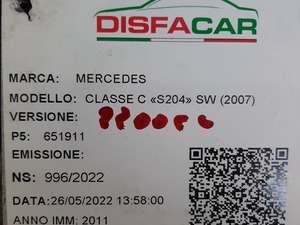 DISFACAR
MARCA: MERCEDES
MODELLO: CLASSE C «S204» SW (2007)
VERSIONE:
P5: 651911
EMISSIONE:
NS: 996/2022
DATA:26/05/2022 13:58:00
ANNO IMM: 2011